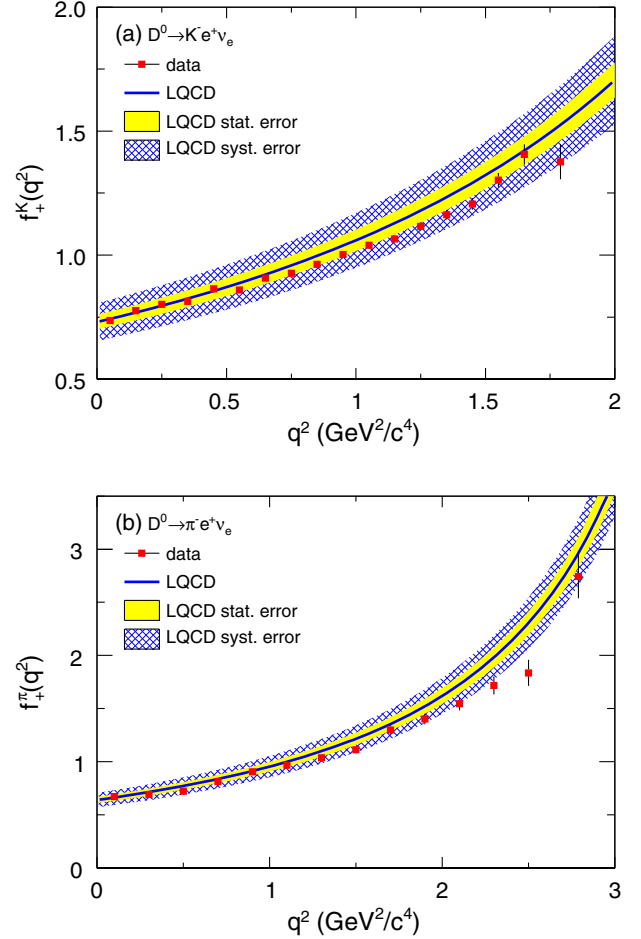 2.0
(a) D⁰→K⁻e⁺νₑ
data
LQCD
LQCD stat. error
LQCD syst. error
1.5
f₊ᴷ(q²)
1.0
0.5
0 0.5 1 1.5 2
q² (GeV²/c⁴)
(b) D⁰→π⁻e⁺νₑ
data
LQCD
LQCD stat. error
LQCD syst. error
3
2
f₊^π(q²)
1
0
0 1 2 3
q² (GeV²/c⁴)